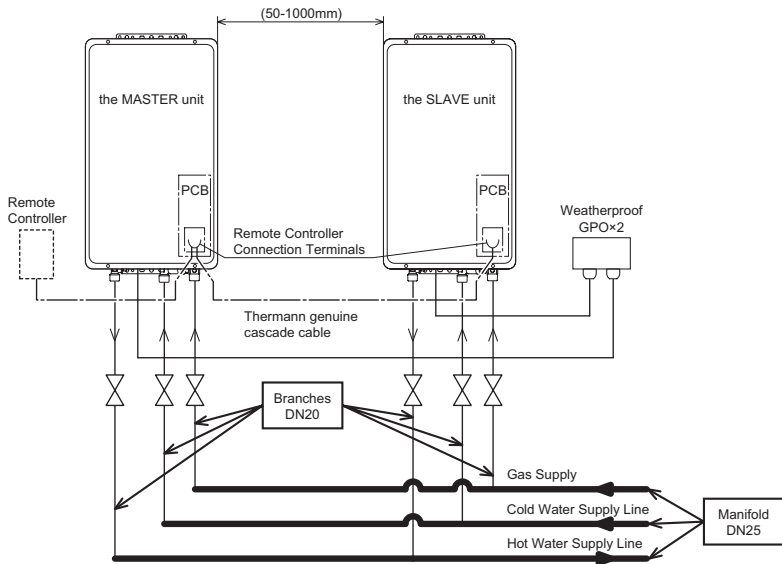 (50-1000mm)
the MASTER unit
the SLAVE unit
PCB
PCB
Remote
Controller
Remote Controller
Connection Terminals
Weatherproof
GPO×2
Thermann genuine
cascade cable
Branches
DN20
Gas Supply
Cold Water Supply Line
Hot Water Supply Line
Manifold
DN25